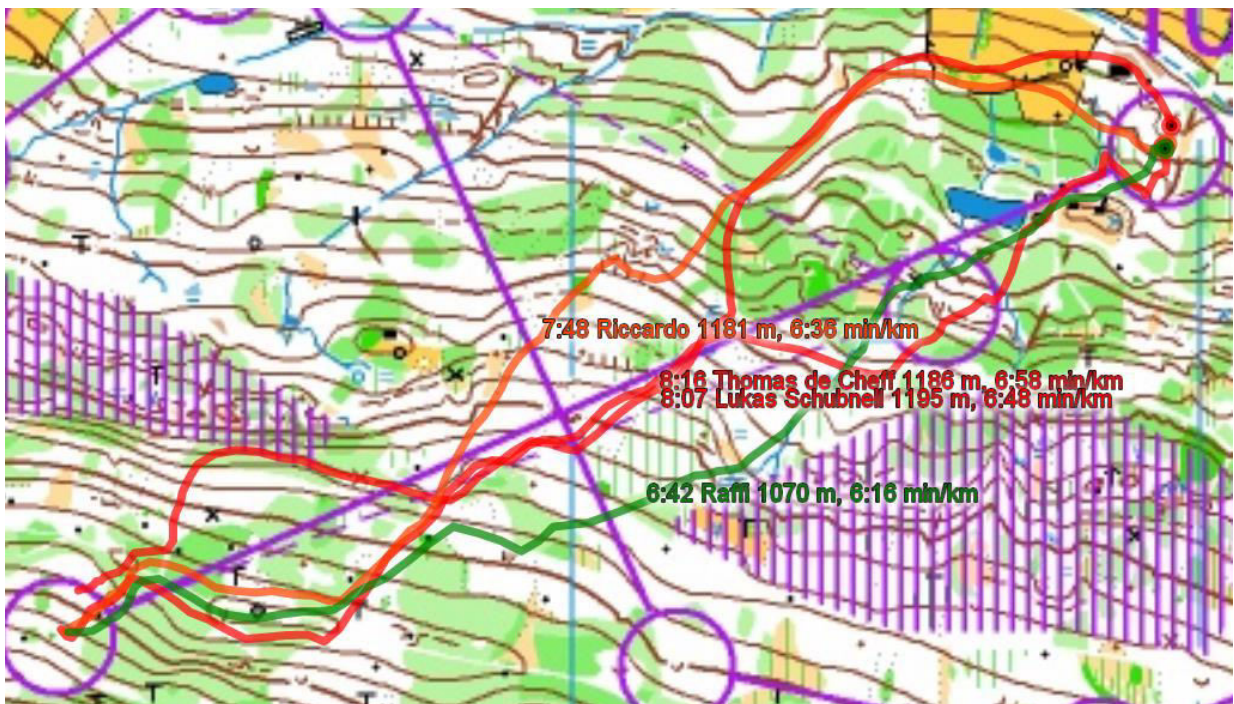 10
7:48 Riccardo 1181 m, 6:36 min/km
8:16 Thomas de Cheff 1186 m, 6:58 min/km
8:07 Lukas Schubnell 1195 m, 6:48 min/km
6:42 Raffi 1070 m, 6:16 min/km